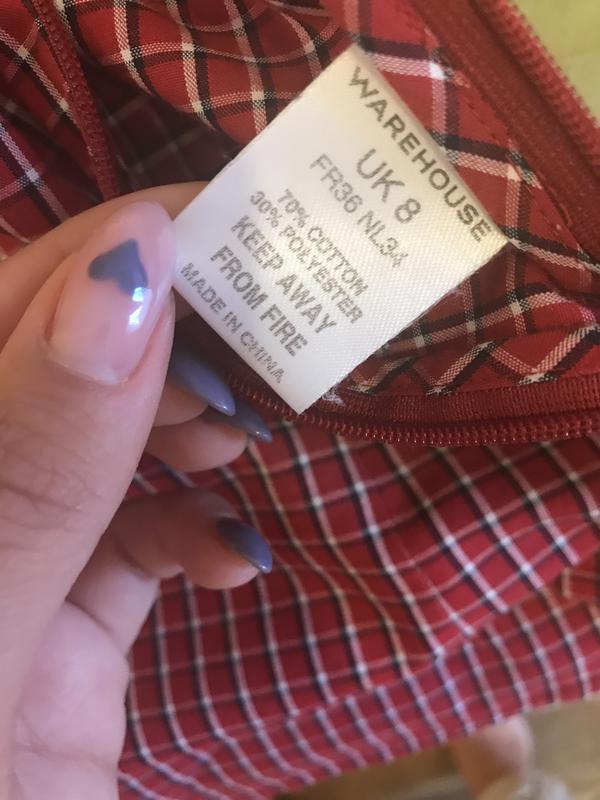 WAREHOUSE
UK 8
FR36 NL34
70% COTTON
30% POLYESTER
KEEP AWAY
FROM FIRE
MADE IN CHINA